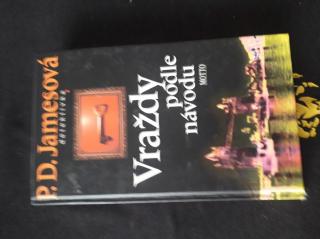 P. D. Jamesová
detektivka
Vraždy
podle
návodu
MOTTO